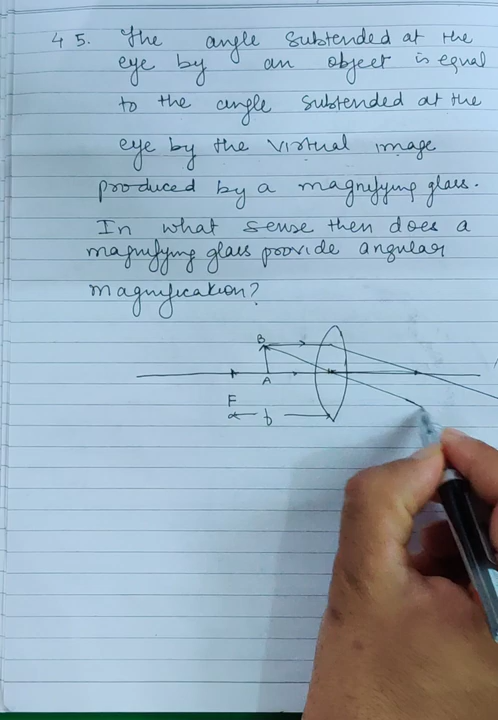 45. The angle subtended at the
eye by an object is equal
to the angle subtended at the
eye by the virtual image
produced by a magnifying glass.
In what sense then does a
magnifying glass provide angular
magnification?
B
A
F
f